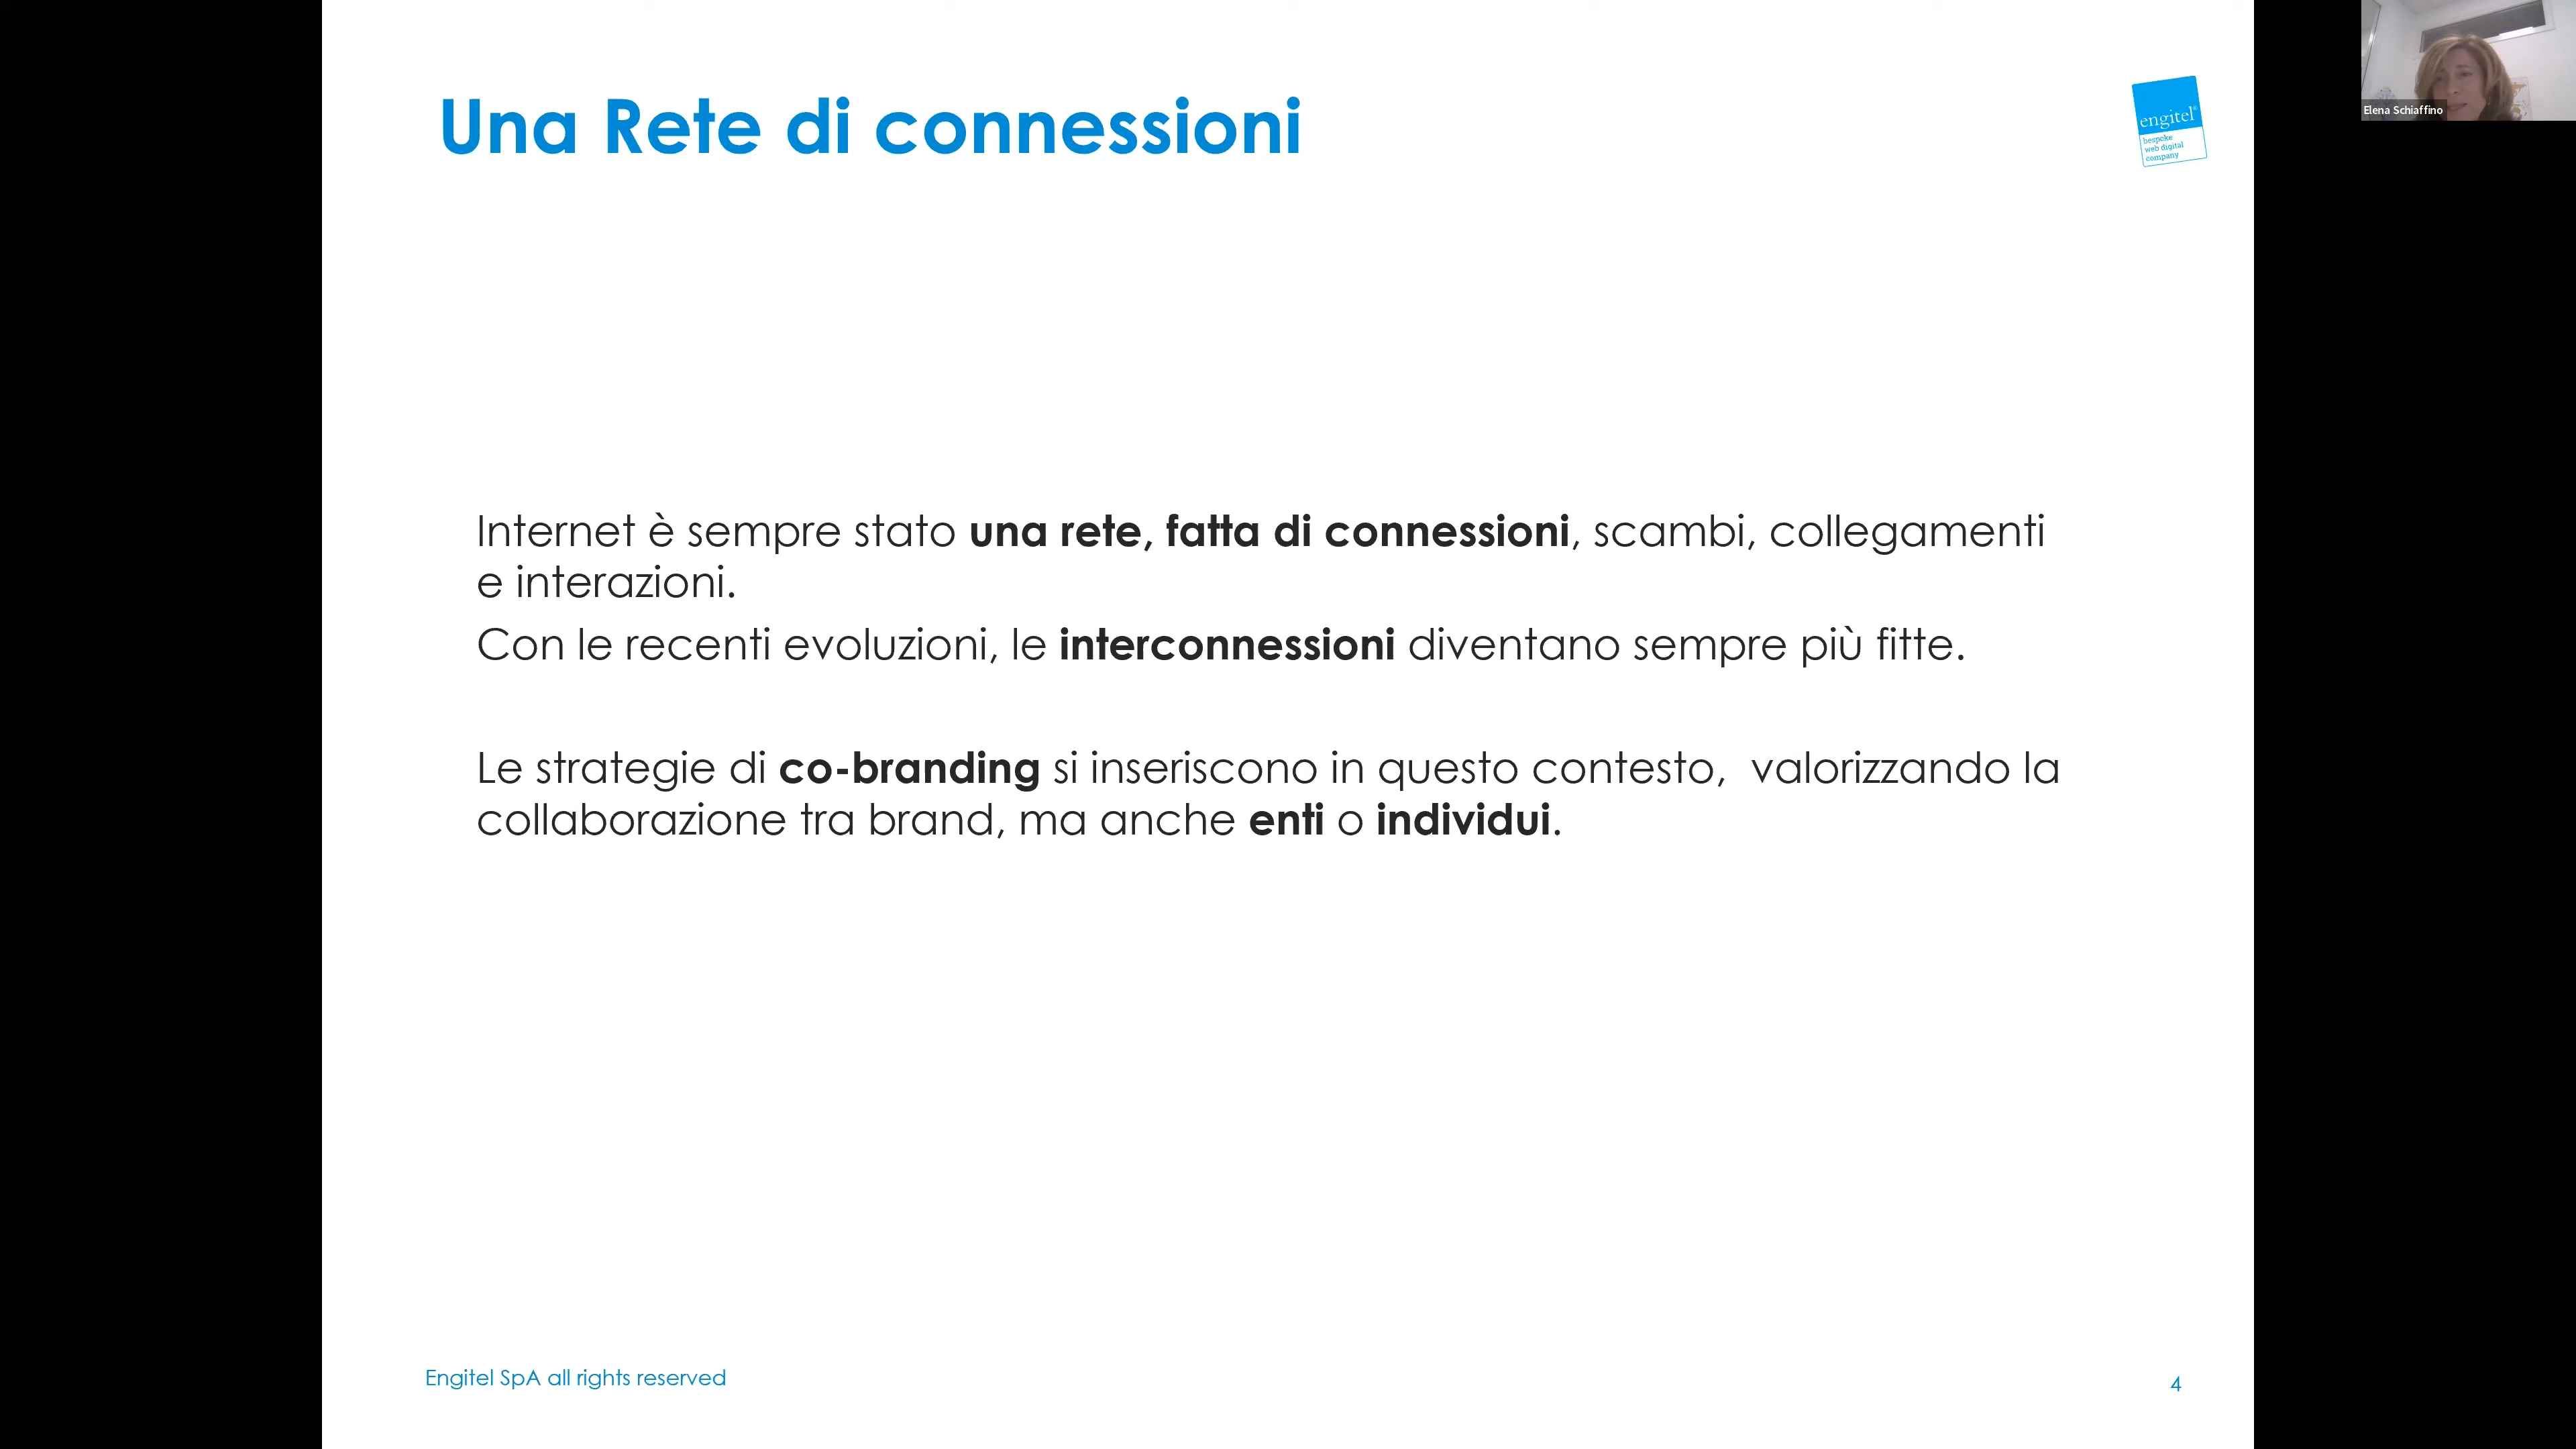 Una Rete di connessioni
engitel®
bespoke
web digital
company
Elena Schiaffino
Internet è sempre stato una rete, fatta di connessioni, scambi, collegamenti
e interazioni.
Con le recenti evoluzioni, le interconnessioni diventano sempre più fitte.
Le strategie di co-branding si inseriscono in questo contesto,  valorizzando la
collaborazione tra brand, ma anche enti o individui.
Engitel SpA all rights reserved
4